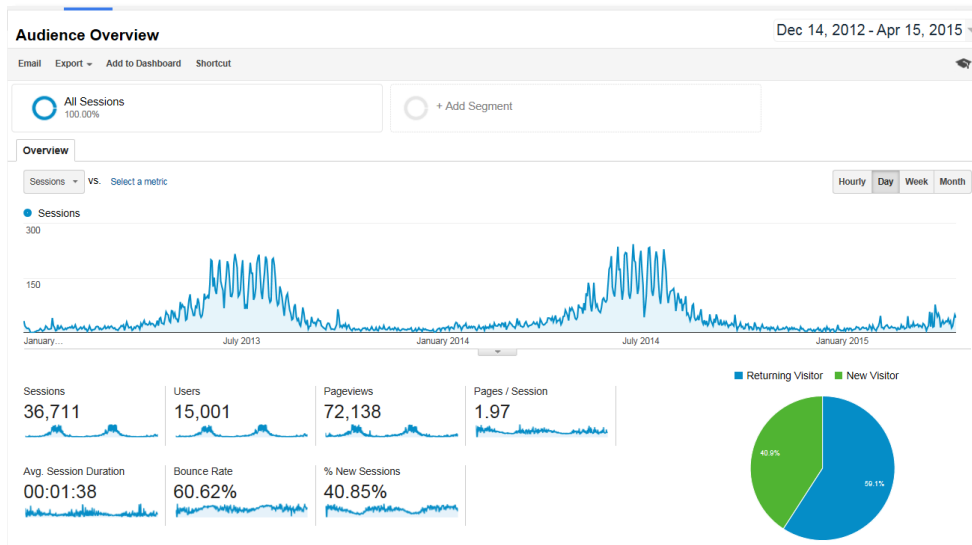 Audience Overview
Dec 14, 2012 - Apr 15, 2015
Email Export Add to Dashboard Shortcut
All Sessions
100.00%
+ Add Segment
Overview
Sessions VS. Select a metric
Hourly Day Week Month
Sessions
300
150
January... July 2013 January 2014 July 2014 January 2015
Returning Visitor New Visitor
Sessions Users Pageviews Pages / Session
36,711 15,001 72,138 1.97
Avg. Session Duration Bounce Rate % New Sessions
00:01:38 60.62% 40.85%
40.9%
59.1%